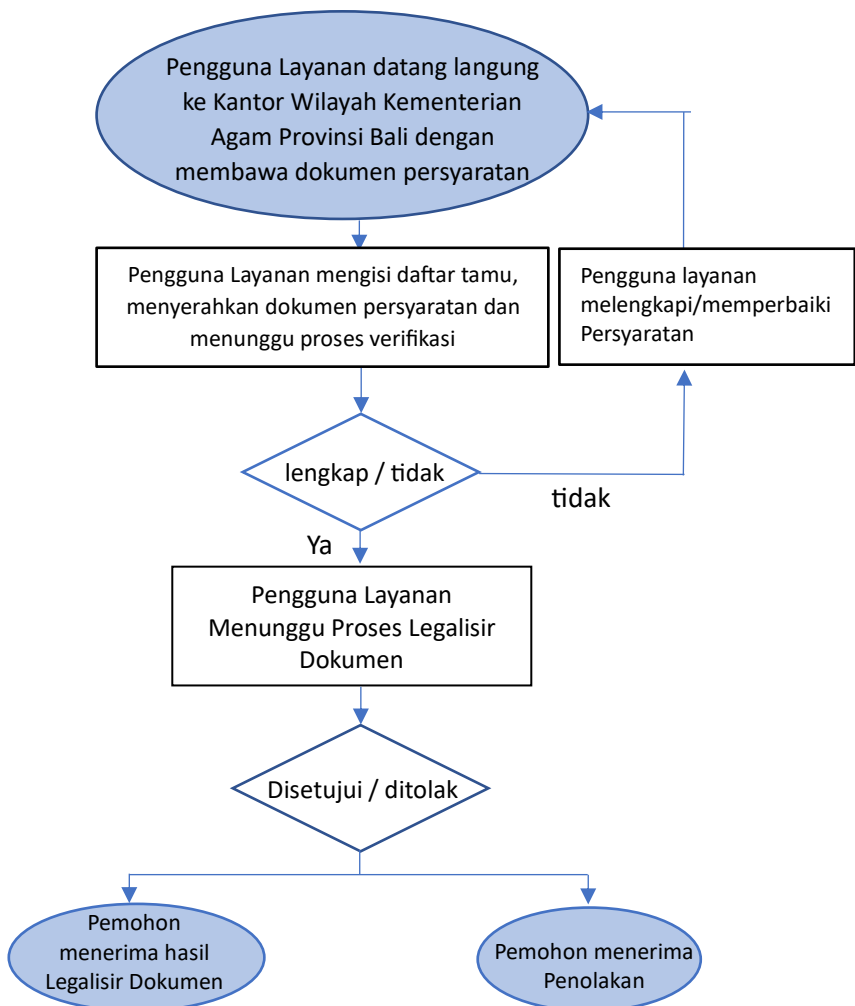 Pengguna Layanan datang langung
ke Kantor Wilayah Kementerian
Agam Provinsi Bali dengan
membawa dokumen persyaratan
Pengguna Layanan mengisi daftar tamu,
menyerahkan dokumen persyaratan dan
menunggu proses verifikasi
Pengguna layanan
melengkapi/memperbaiki
Persyaratan
lengkap / tidak
tidak
Ya
Pengguna Layanan
Menunggu Proses Legalisir
Dokumen
Disetujui / ditolak
Pemohon
menerima hasil
Legalisir Dokumen
Pemohon menerima
Penolakan